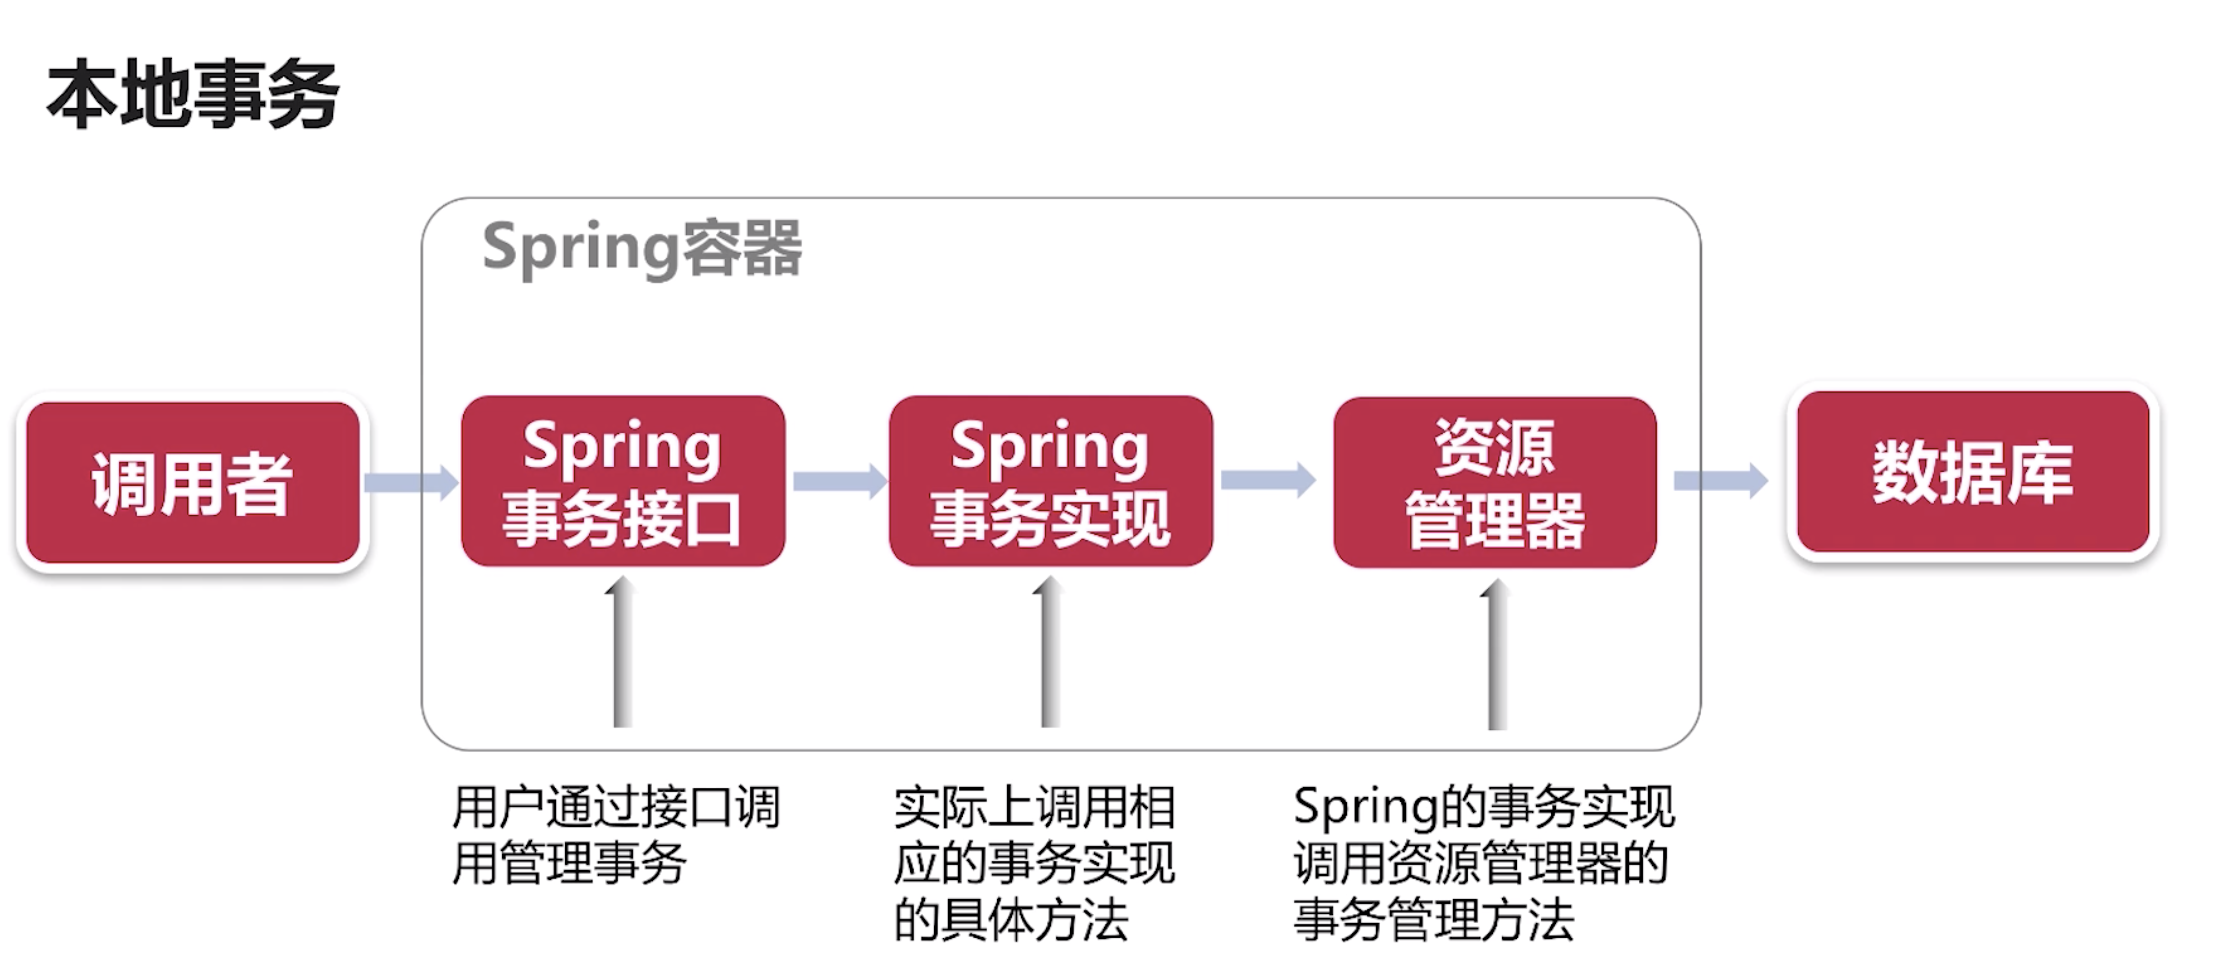 本地事务
Spring容器
调用者
Spring
事务接口
Spring
事务实现
资源
管理器
数据库
用户通过接口调
用管理事务
实际上调用相
应的事务实现
的具体方法
Spring的事务实现
调用资源管理器的
事务管理方法